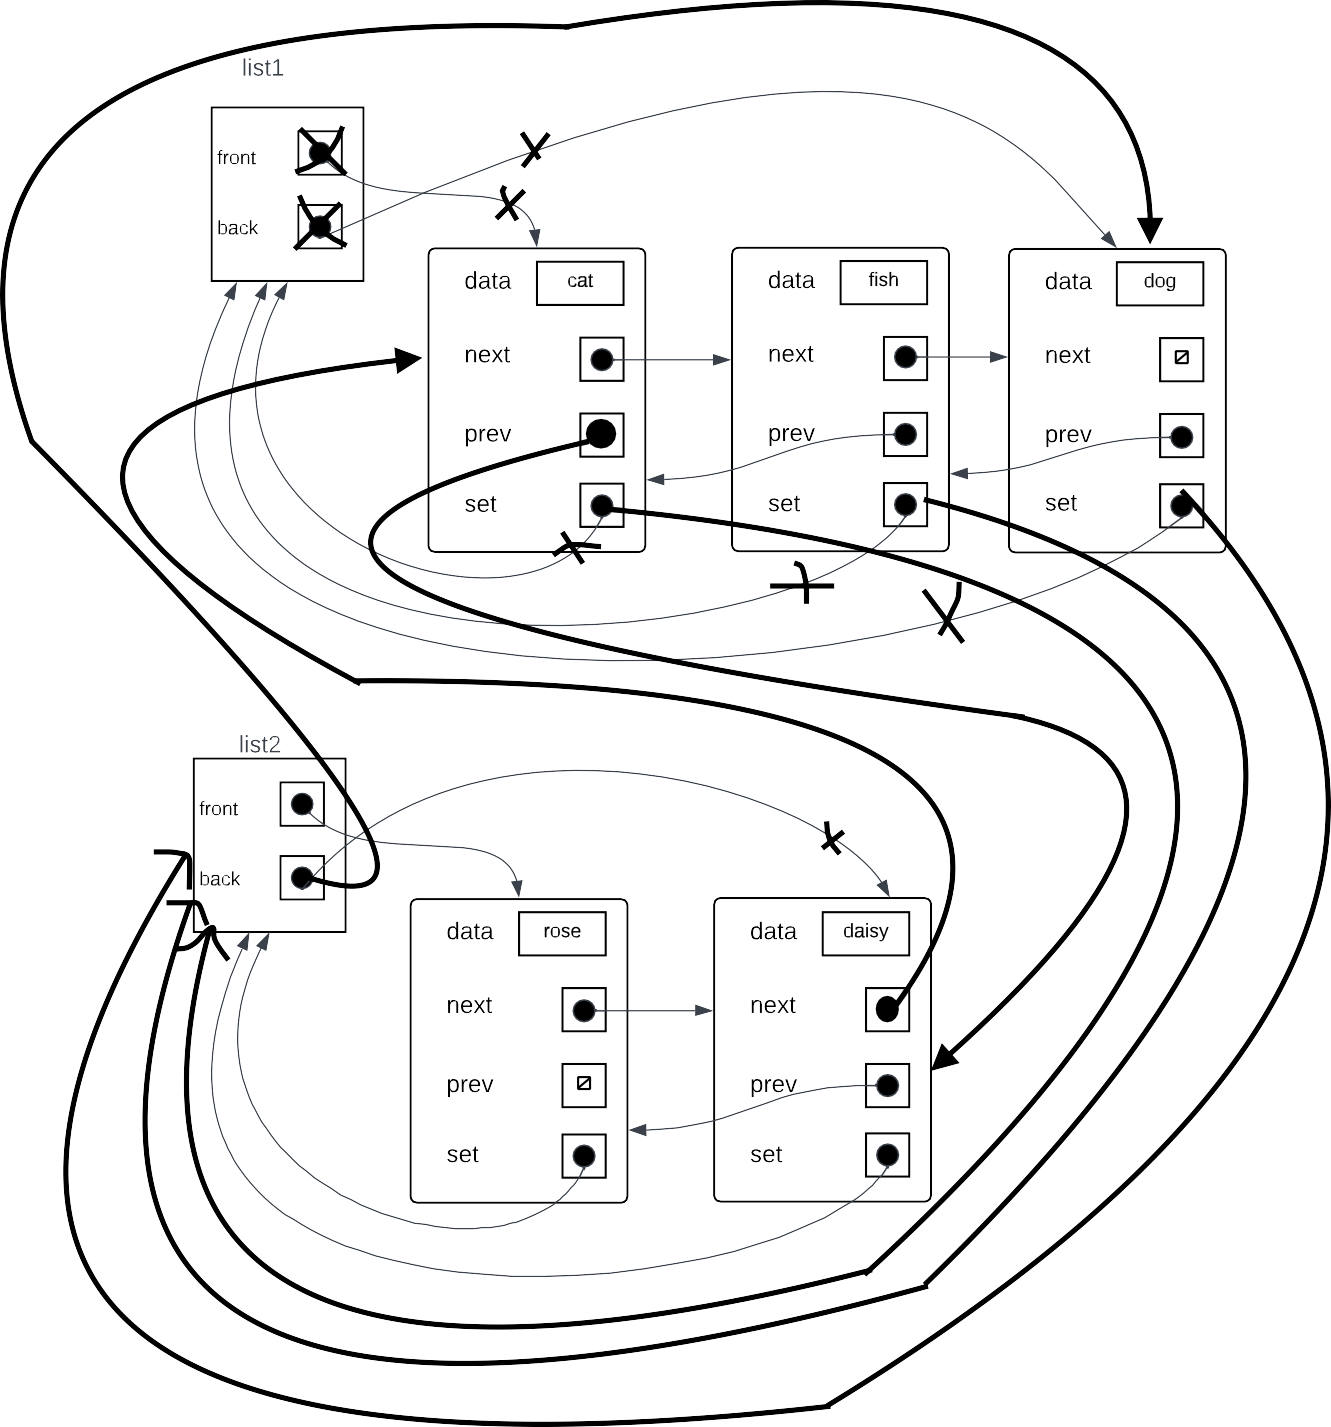 list1
front
back
data cat
next
prev
set
data fish
next
prev
set
data dog
next
prev
set
list2
front
back
data rose
next
prev
set
data daisy
next
prev
set